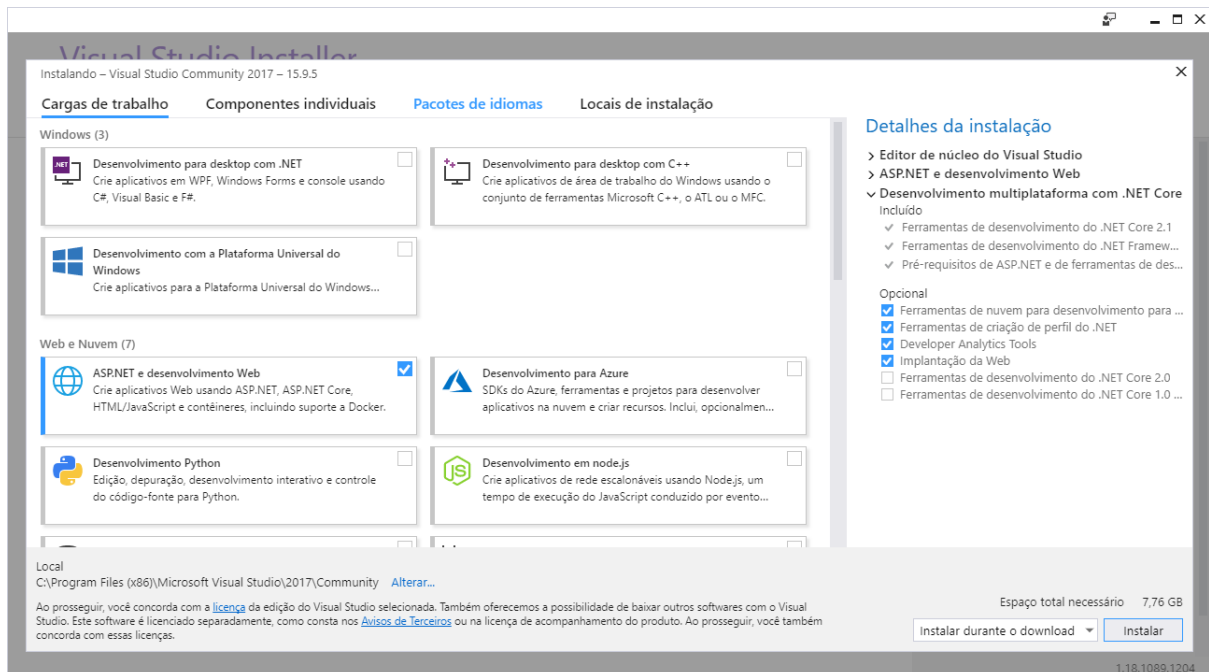 Visual Studio Installer
Instalando – Visual Studio Community 2017 – 15.9.5
Cargas de trabalho
Componentes individuais
Pacotes de idiomas
Locais de instalação
Windows (3)
.NET
Desenvolvimento para desktop com .NET
Crie aplicativos em WPF, Windows Forms e console usando
C#, Visual Basic e F#.
Desenvolvimento para desktop com C++
Crie aplicativos de área de trabalho do Windows usando o
conjunto de ferramentas Microsoft C++, o ATL ou o MFC.
Desenvolvimento com a Plataforma Universal do
Windows
Crie aplicativos para a Plataforma Universal do Windows...
Web e Nuvem (7)
ASP.NET e desenvolvimento Web
Crie aplicativos Web usando ASP.NET, ASP.NET Core,
HTML/JavaScript e contêineres, incluindo suporte a Docker.
Desenvolvimento para Azure
SDKs do Azure, ferramentas e projetos para desenvolver
aplicativos na nuvem e criar recursos. Inclui, opcionalmen...
Desenvolvimento Python
Edição, depuração, desenvolvimento interativo e controle
do código-fonte para Python.
JS
Desenvolvimento em node.js
Crie aplicativos de rede escalonáveis usando Node.js, um
tempo de execução do JavaScript conduzido por evento...
Detalhes da instalação
Editor de núcleo do Visual Studio
ASP.NET e desenvolvimento Web
Desenvolvimento multiplataforma com .NET Core
Incluído
Ferramentas de desenvolvimento do .NET Core 2.1
Ferramentas de desenvolvimento do .NET Framew...
Pré-requisitos de ASP.NET e de ferramentas de des...
Opcional
Ferramentas de nuvem para desenvolvimento para ...
Ferramentas de criação de perfil do .NET
Developer Analytics Tools
Implantação da Web
Ferramentas de desenvolvimento do .NET Core 2.0
Ferramentas de desenvolvimento do .NET Core 1.0 ...
Local
C:\Program Files (x86)\Microsoft Visual Studio\2017\Community Alterar...
Ao prosseguir, você concorda com a licença da edição do Visual Studio selecionada. Também oferecemos a possibilidade de baixar outros softwares com o Visual
Studio. Este software é licenciado separadamente, como consta nos Avisos de Terceiros ou na licença de acompanhamento do produto. Ao prosseguir, você também
concorda com essas licenças.
Espaço total necessário 7,76 GB
Instalar durante o download
Instalar
1.18.1089.1204